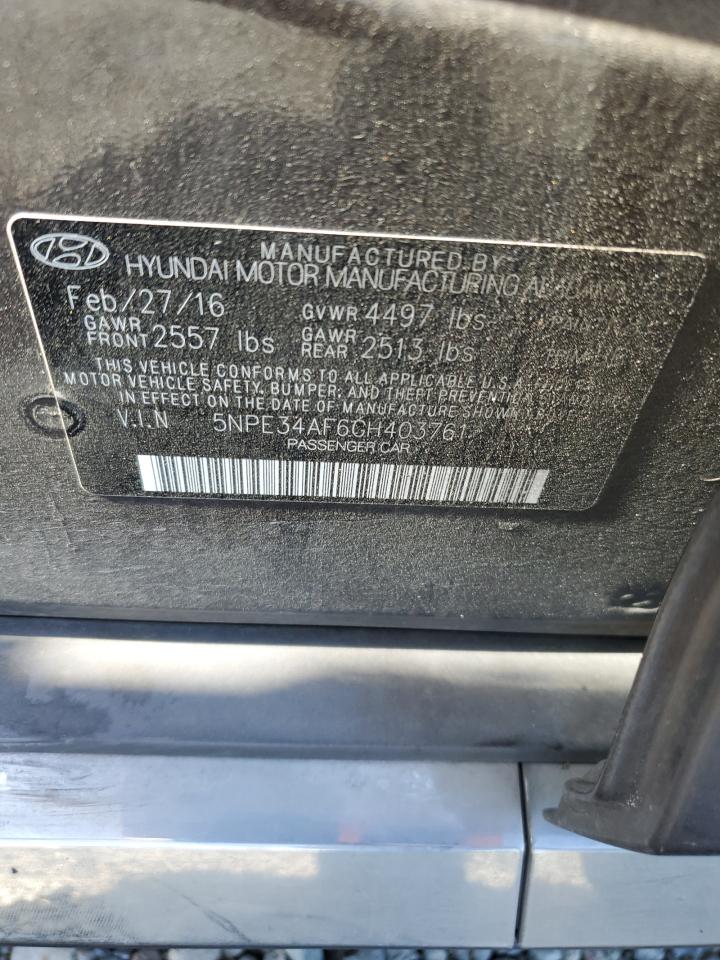 MANUFACTURED BY
HYUNDAI MOTOR MANUFACTURING
Feb/27/16 GVWR 4497 lbs
GAWR FRONT 2557 lbs GAWR REAR 2513 lbs
THIS VEHICLE CONFORMS TO ALL APPLICABLE U.S.A
MOTOR VEHICLE SAFETY, BUMPER, AND THEFT PREVENTION
IN EFFECT ON THE DATE OF MANUFACTURE SHOWN
V.I.N 5NPE34AF6GH403761
PASSENGER CAR